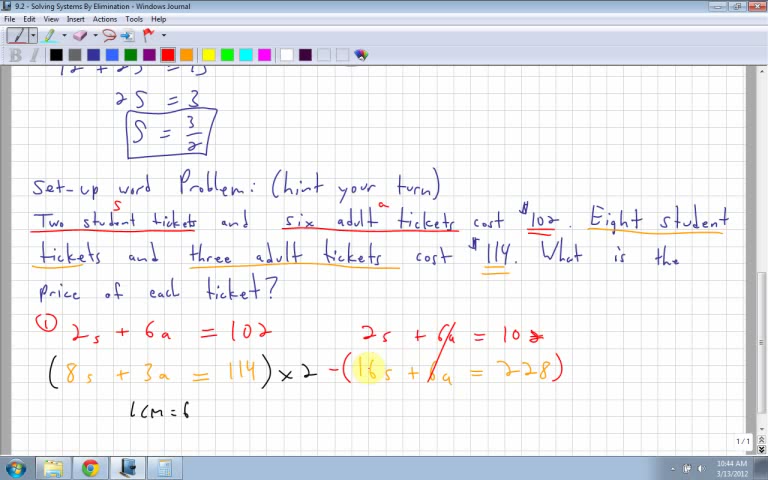 9.2 - Solving Systems By Elimination - Windows Journal
File Edit View Insert Actions Tools Help
B I
2S = 3
S = 3/2
Set-up word Problem: (hint your turn)
s a
Two student tickets and six adult tickets cost $102. Eight student
tickets and three adult tickets cost $114. What is the
price of each ticket?
① 2s + 6a = 102 2s + 6a = 102
(8s + 3a = 114) × 2 -(16s + 6a = 228)
LCM = 6
1 / 1
10:44 AM
3/13/2012